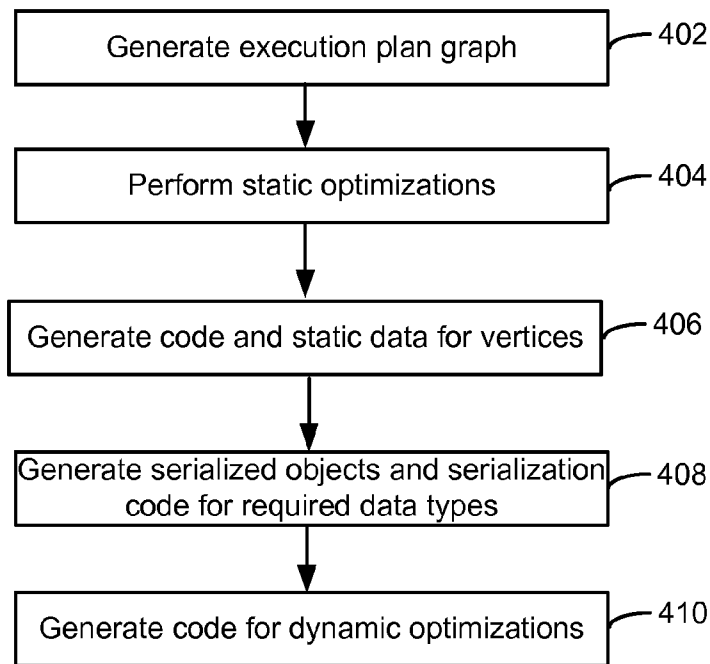 Generate execution plan graph
402
Perform static optimizations
404
Generate code and static data for vertices
406
Generate serialized objects and serialization
code for required data types
408
Generate code for dynamic optimizations
410